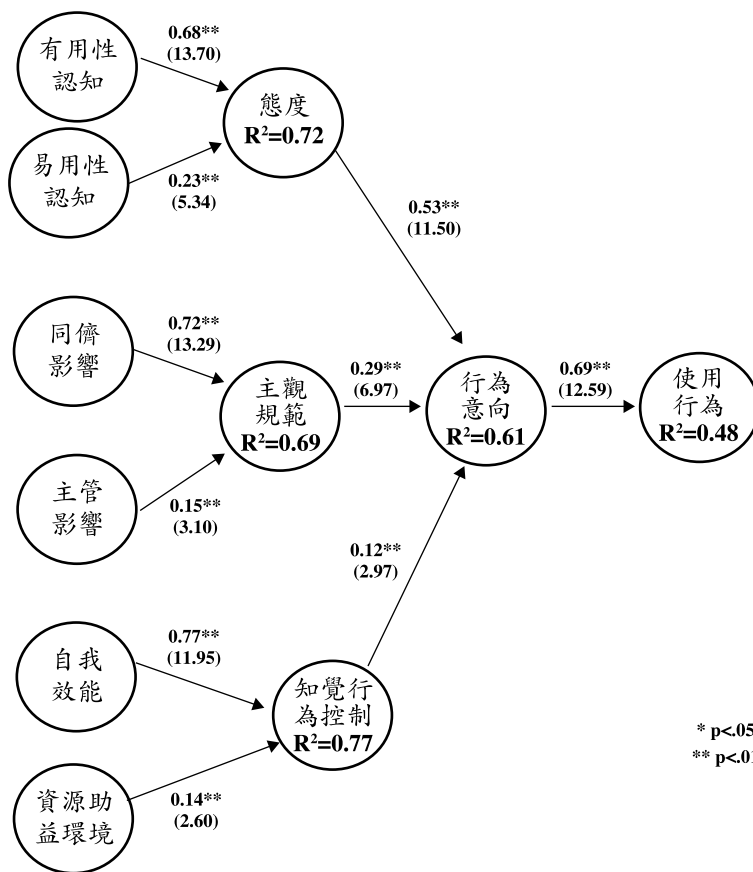 有用性
認知
0.68**
(13.70)
態度
R²=0.72
易用性
認知
0.23**
(5.34)
0.53**
(11.50)
同儕
影響
0.72**
(13.29)
主觀
規範
R²=0.69
0.29**
(6.97)
行為
意向
R²=0.61
0.69**
(12.59)
使用
行為
R²=0.48
主管
影響
0.15**
(3.10)
0.12**
(2.97)
自我
效能
0.77**
(11.95)
知覺行
為控制
R²=0.77
資源助
益環境
0.14**
(2.60)
* p<.05
** p<.01